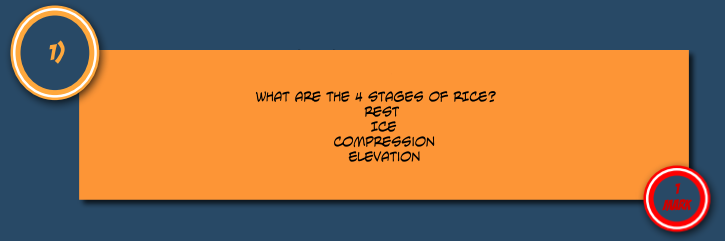 1)
WHAT ARE THE 4 STAGES OF RICE?
REST
ICE
COMPRESSION
ELEVATION
1
MARK